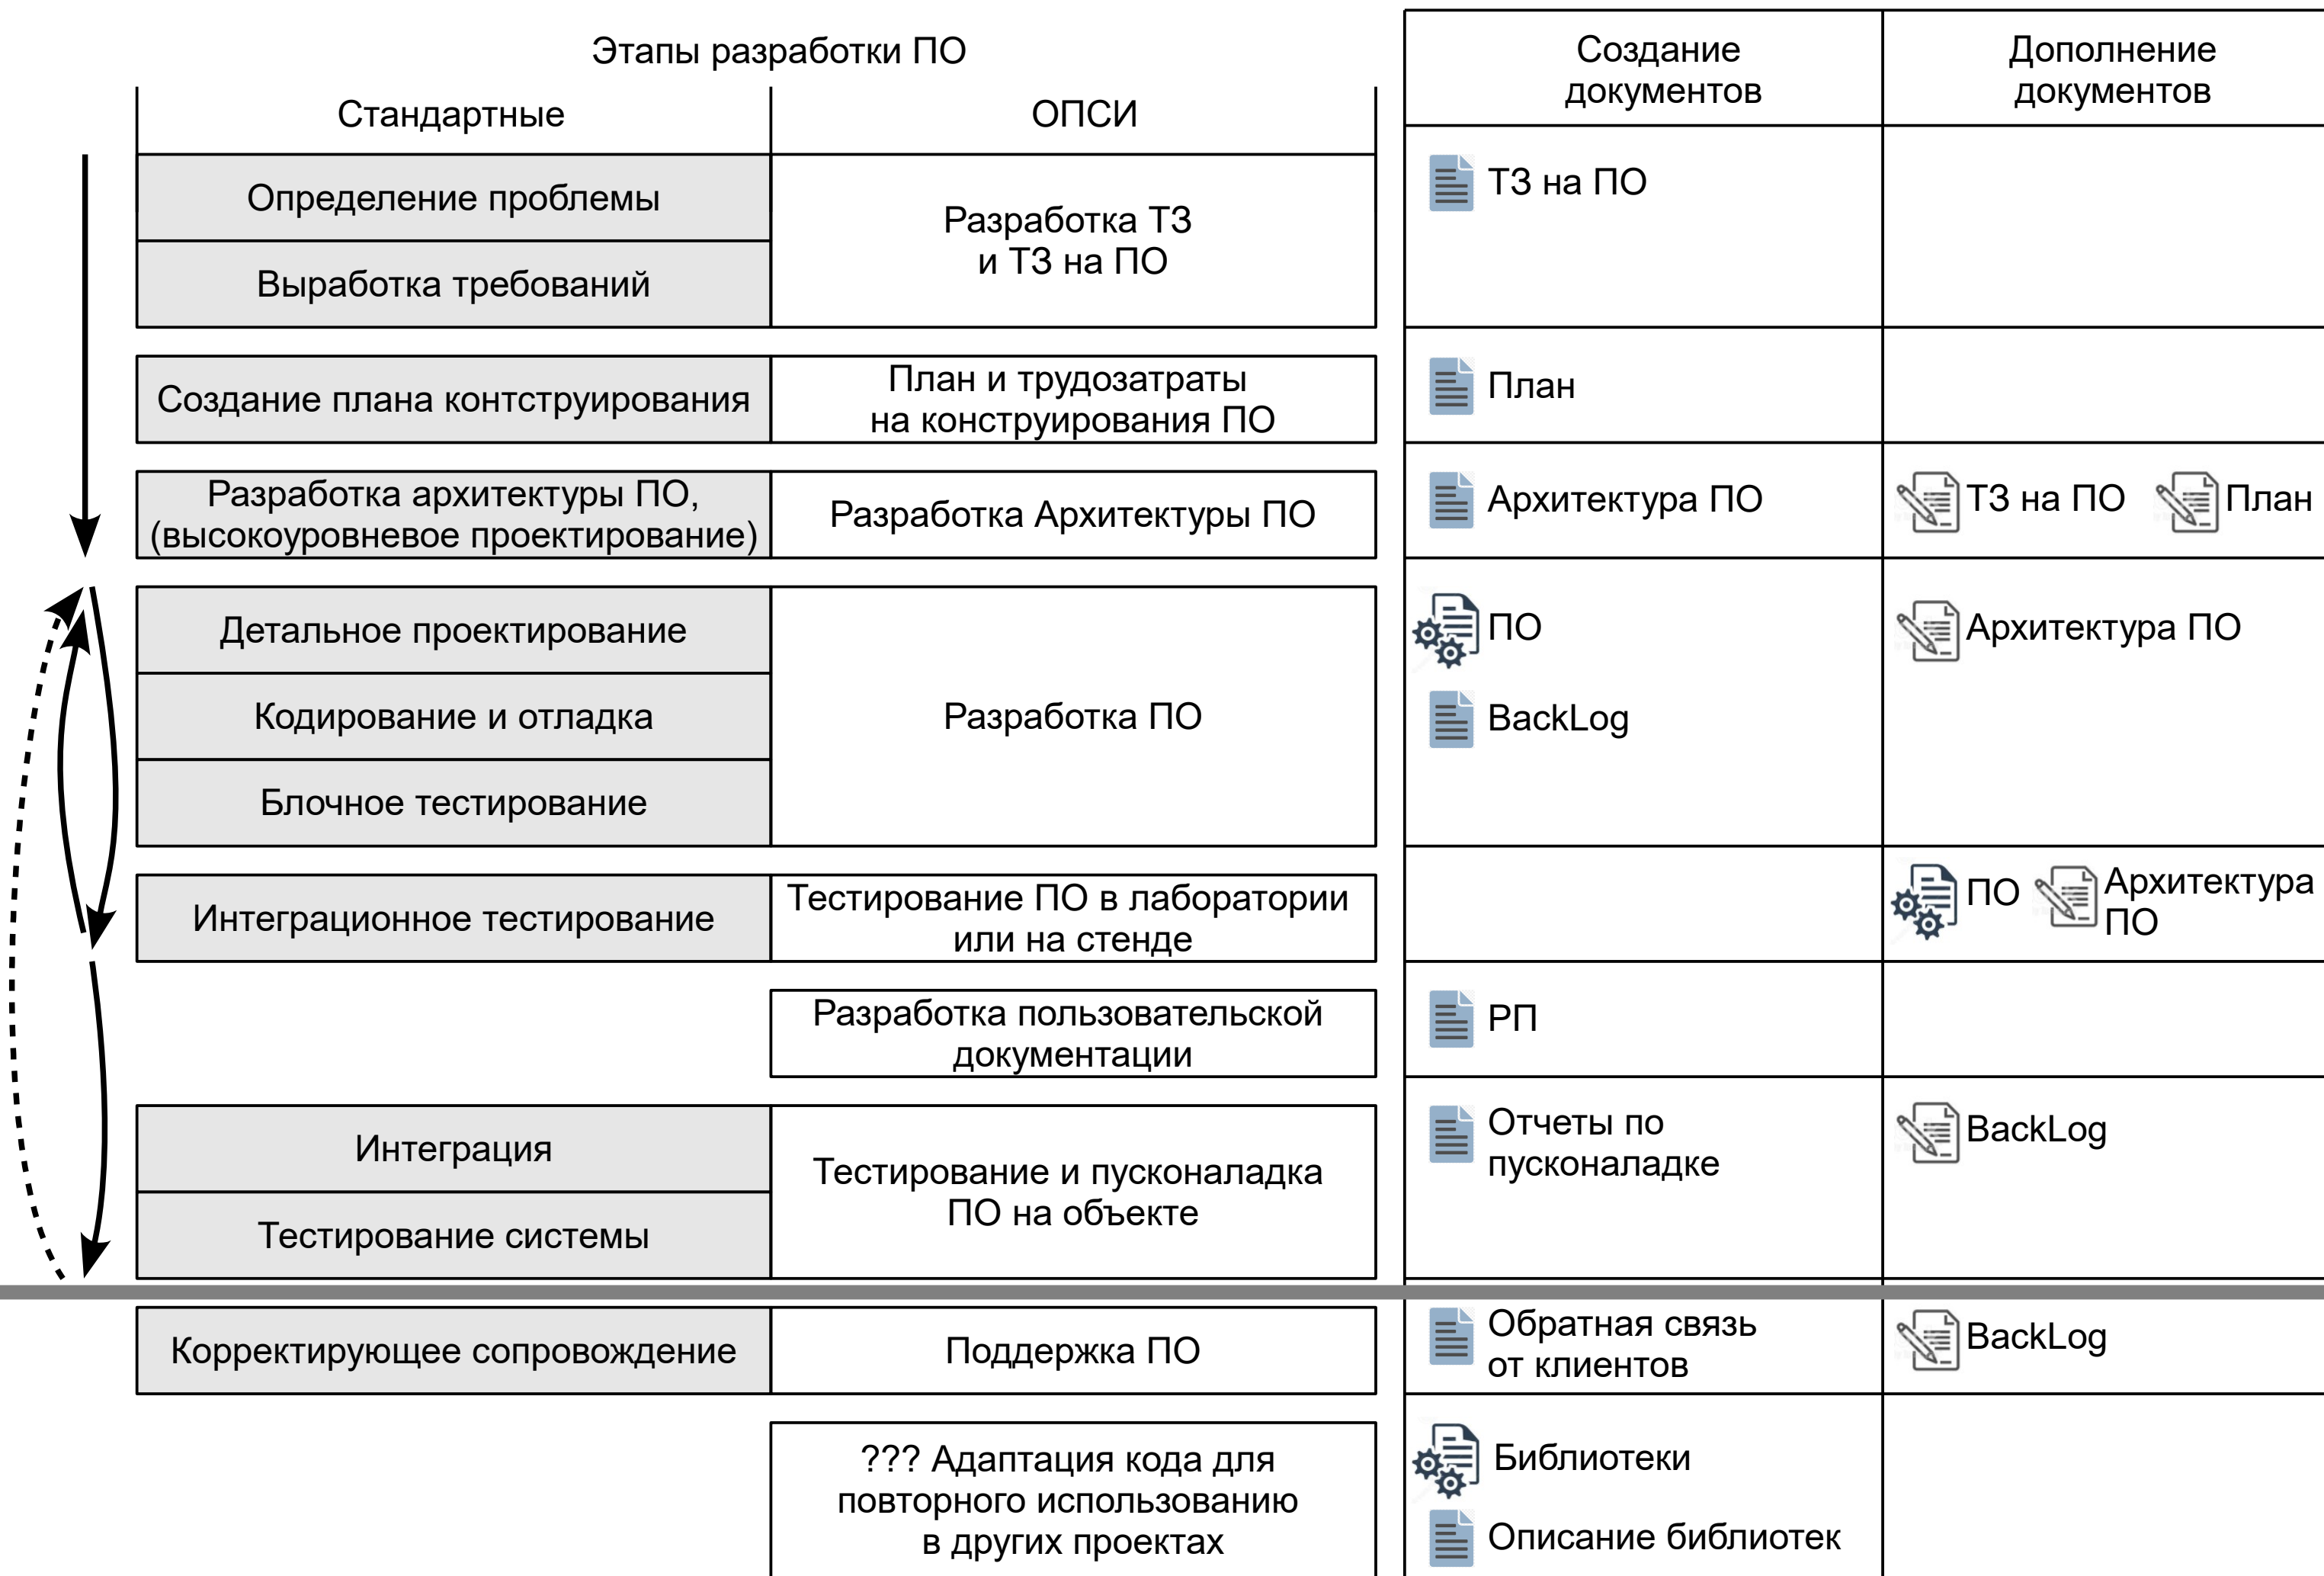 Этапы разработки ПО
Стандартные
ОПСИ
Создание
документов
Дополнение
документов
Определение проблемы
Выработка требований
Разработка ТЗ
и ТЗ на ПО
ТЗ на ПО
Создание плана контструирования
План и трудозатраты
на конструирования ПО
План
Разработка архитектуры ПО,
(высокоуровневое проектирование)
Разработка Архитектуры ПО
Архитектура ПО
ТЗ на ПО
План
Детальное проектирование
Кодирование и отладка
Блочное тестирование
Разработка ПО
ПО
BackLog
Архитектура ПО
Интеграционное тестирование
Тестирование ПО в лаборатории
или на стенде
ПО
Архитектура
ПО
Разработка пользовательской
документации
РП
Интеграция
Тестирование системы
Тестирование и пусконаладка
ПО на объекте
Отчеты по
пусконаладке
BackLog
Корректирующее сопровождение
Поддержка ПО
Обратная связь
от клиентов
BackLog
??? Адаптация кода для
повторного использованию
в других проектах
Библиотеки
Описание библиотек